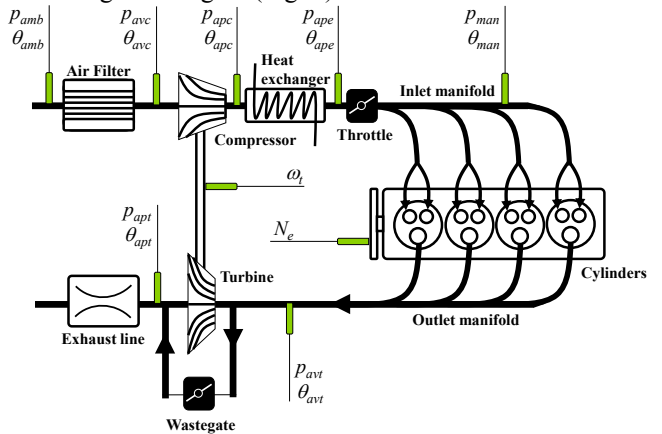 p_amb
θ_amb
p_avc
θ_avc
p_apc
θ_apc
p_ape
θ_ape
p_man
θ_man
Air Filter
Heat
exchanger
Inlet manifold
Compressor
Throttle
ω_t
N_e
p_apt
θ_apt
Turbine
Cylinders
Exhaust line
Outlet manifold
p_avt
θ_avt
Wastegate